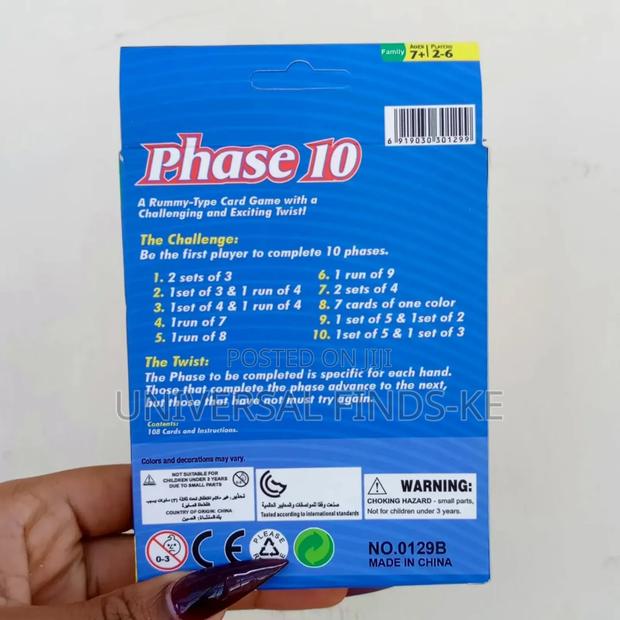 Family
AGES
7+
PLAYERS
2-6
6 919030 301299
Phase 10
A Rummy-Type Card Game with a
Challenging and Exciting Twist!
The Challenge:
Be the first player to complete 10 phases.
1. 2 sets of 3
2. 1set of 3 & 1 run of 4
3. 1set of 4 & 1 run of 4
4. 1run of 7
5. 1run of 8
6. 1 run of 9
7. 2 sets of 4
8. 7 cards of one color
9. 1 set of 5 & 1set of 2
10. 1set of 5 & 1 set of 3
The Twist:
The Phase to be completed is specific for each hand.
Those that complete the phase advance to the next,
but those that have not must try again.
POSTED ON JIJI
UNIVERSAL FINDS-KE
Contents:
108 Cards and Instructions.
Colors and decorations may vary.
NOT SUITABLE FOR
CHILDREN UNDER 3 YEARS
DUE TO SMALL PARTS
COUNTRY OF ORIGIN: CHINA
صنعت وفقا للمواصفات والمعايير العالمية
Tested according to international standards
WARNING:
CHOKING HAZARD - small parts,
Not for children under 3 years.
0-3
CE
PLEASE
NO.0129B
MADE IN CHINA